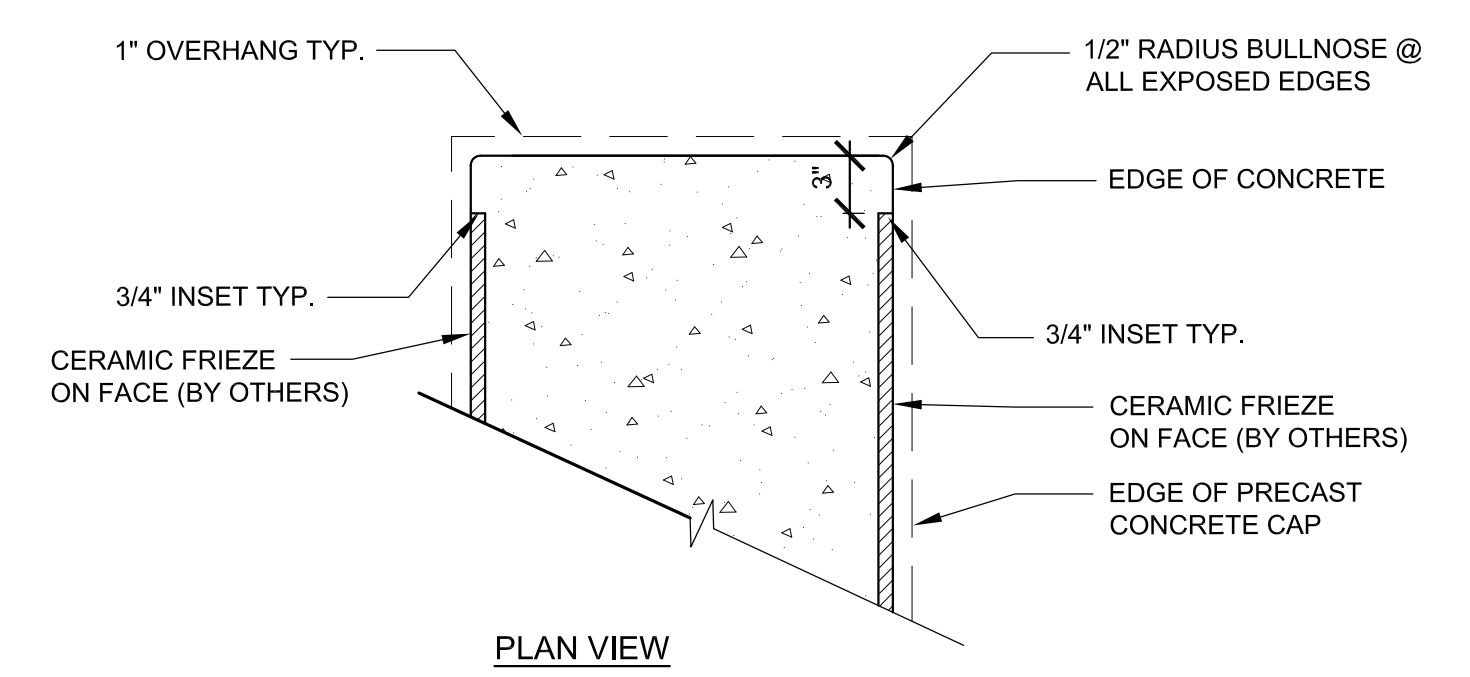 1" OVERHANG TYP.
1/2" RADIUS BULLNOSE @
ALL EXPOSED EDGES
3"
EDGE OF CONCRETE
3/4" INSET TYP.
CERAMIC FRIEZE
ON FACE (BY OTHERS)
3/4" INSET TYP.
CERAMIC FRIEZE
ON FACE (BY OTHERS)
EDGE OF PRECAST
CONCRETE CAP
PLAN VIEW